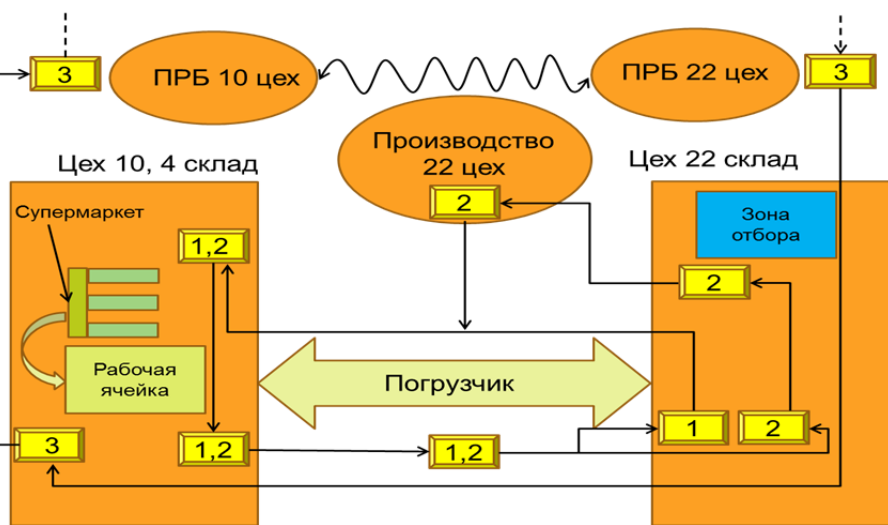 3
ПРБ 10 цех
ПРБ 22 цех
3
Производство
22 цех
2
Цех 10, 4 склад
Цех 22 склад
Супермаркет
1,2
Зона
отбора
2
Рабочая
ячейка
Погрузчик
3
1,2
1,2
1
2